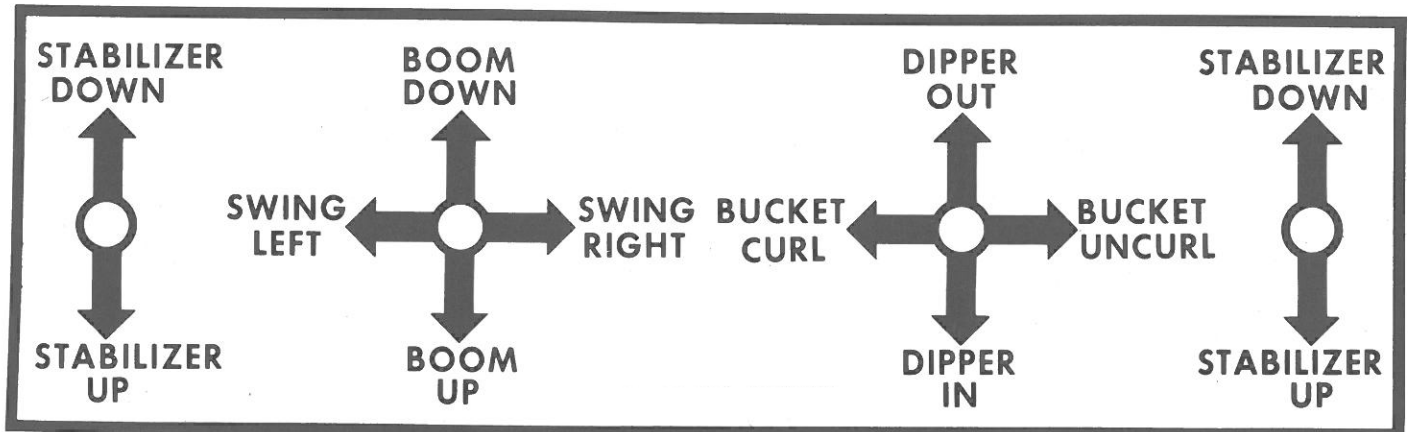 STABILIZER
DOWN
BOOM
DOWN
DIPPER
OUT
STABILIZER
DOWN
SWING
LEFT
SWING
RIGHT
BUCKET
CURL
BUCKET
UNCURL
STABILIZER
UP
BOOM
UP
DIPPER
IN
STABILIZER
UP